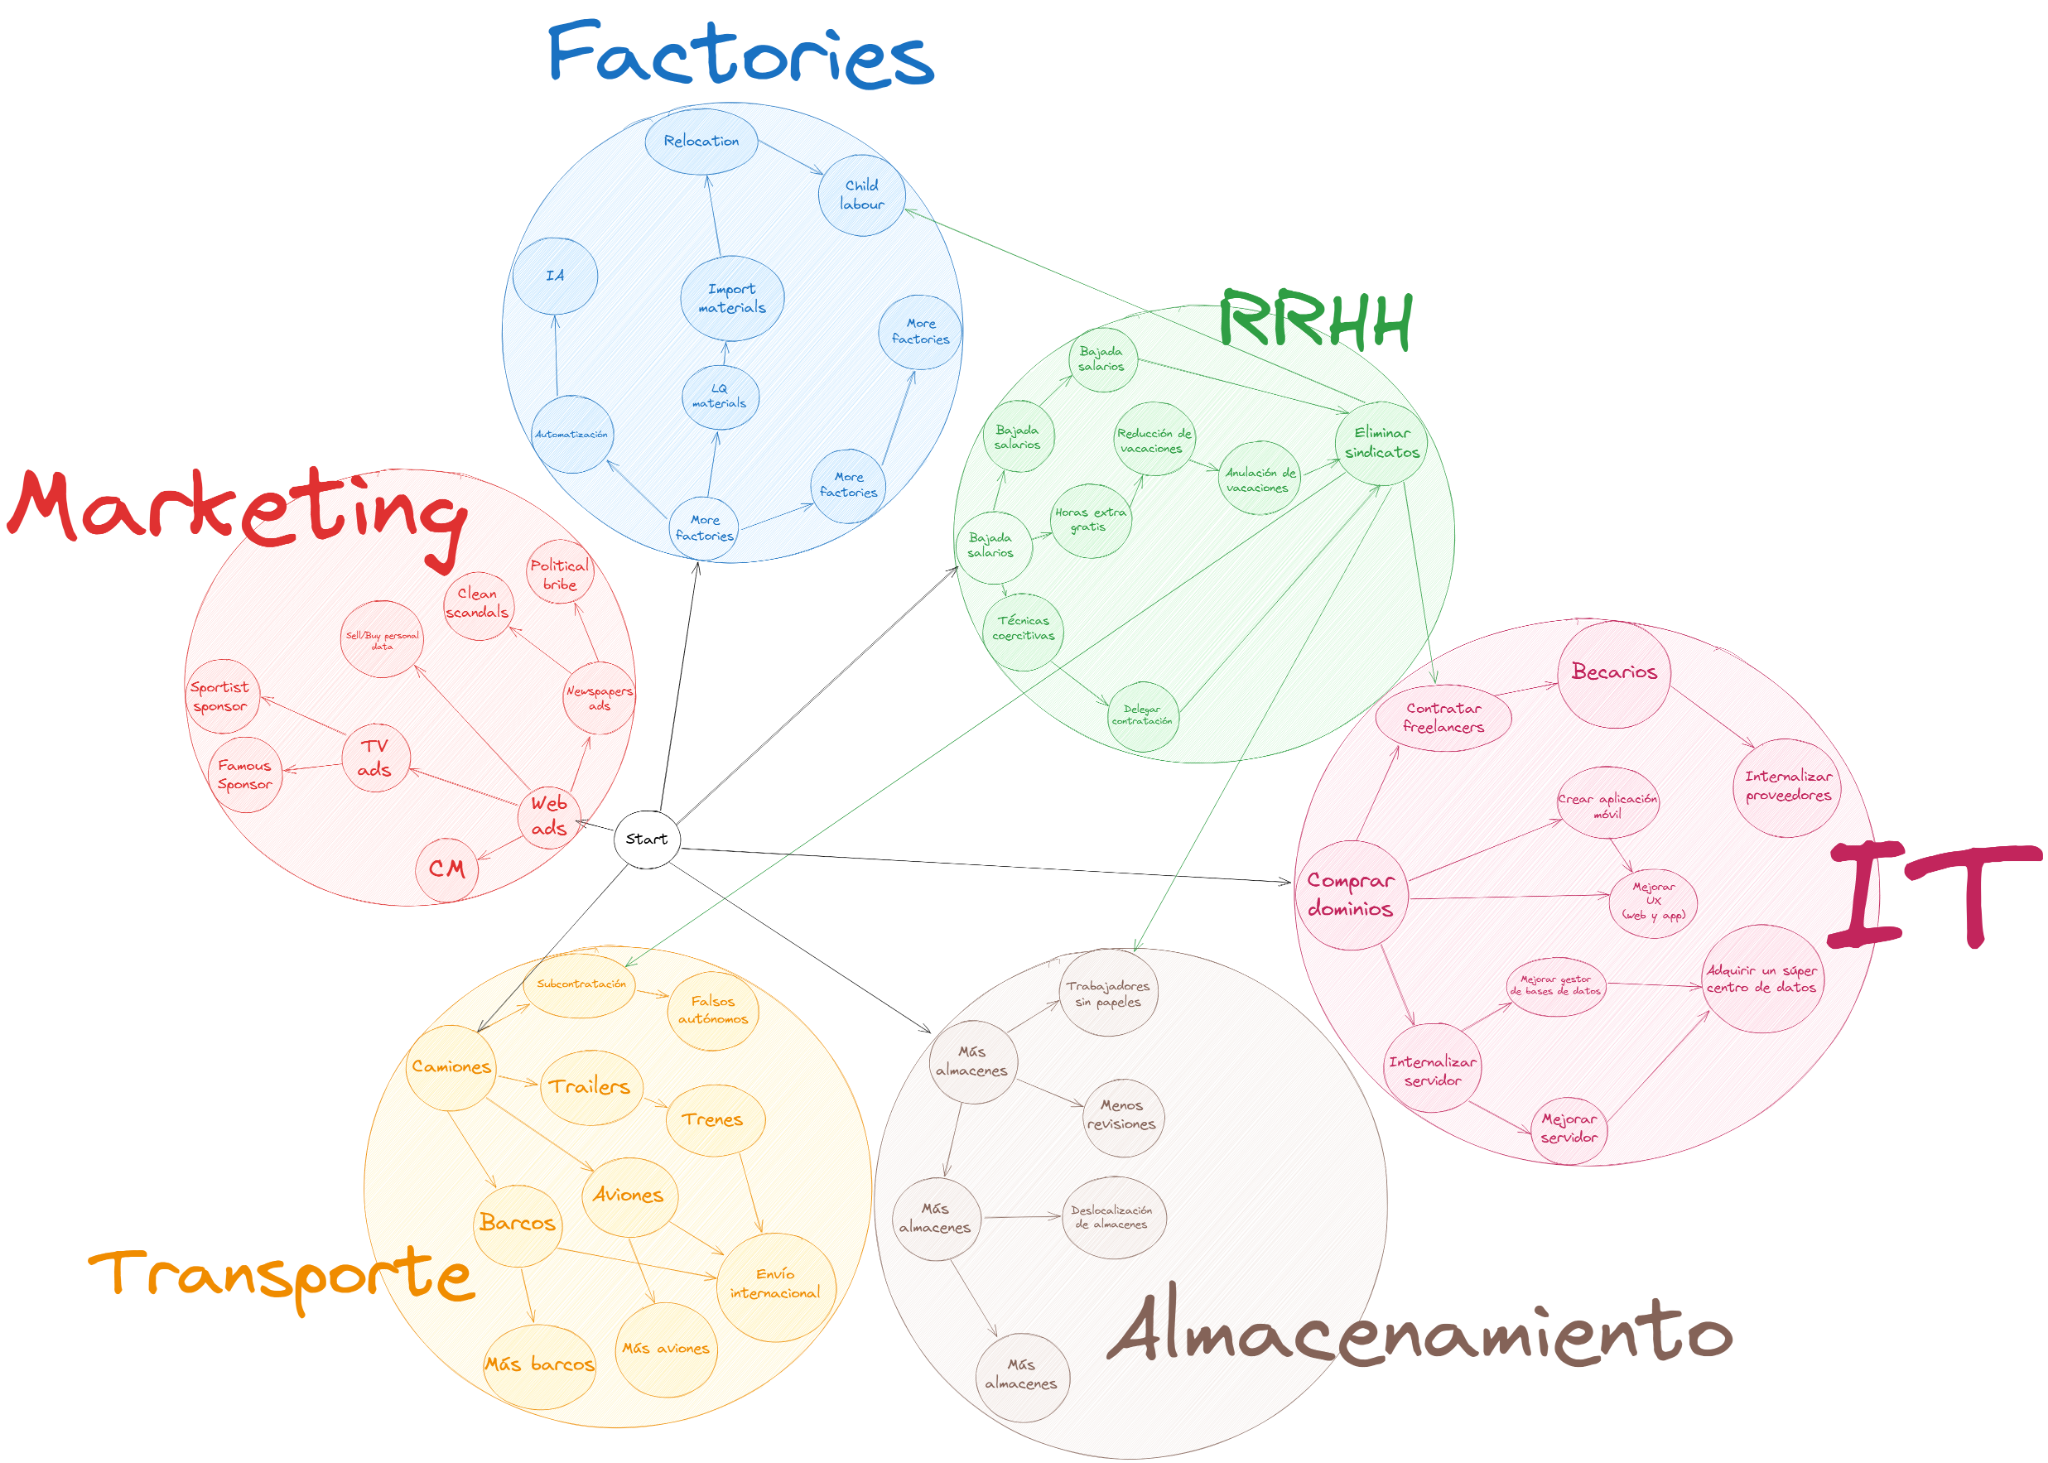 Factories
Relocation
Child
labour
IA
Import
materials
More
factories
LQ
materials
Automatización
More
factories
More
factories
RRHH
Bajada
salarios
Bajada
salarios
Reducción de
vacaciones
Eliminar
sindicatos
Anulación de
vacaciones
Horas extra
gratis
Bajada
salarios
Técnicas
coercitivas
Delegar
contratación
Marketing
Political
bribe
Clean
scandals
Sell/Buy personal
data
Sportist
sponsor
Newspapers
ads
TV
ads
Famous
Sponsor
Web
ads
CM
Start
IT
Becarios
Contratar
freelancers
Internalizar
proveedores
Crear aplicación
móvil
Comprar
dominios
Mejorar
UX
(web y app)
Mejorar gestor
de bases de datos
Adquirir un súper
centro de datos
Internalizar
servidor
Mejorar
servidor
Transporte
Subcontratación
Falsos
autónomos
Camiones
Trailers
Trenes
Aviones
Barcos
Envío
internacional
Más aviones
Más barcos
Almacenamiento
Trabajadores
sin papeles
Más
almacenes
Menos
revisiones
Más
almacenes
Deslocalización
de almacenes
Más
almacenes